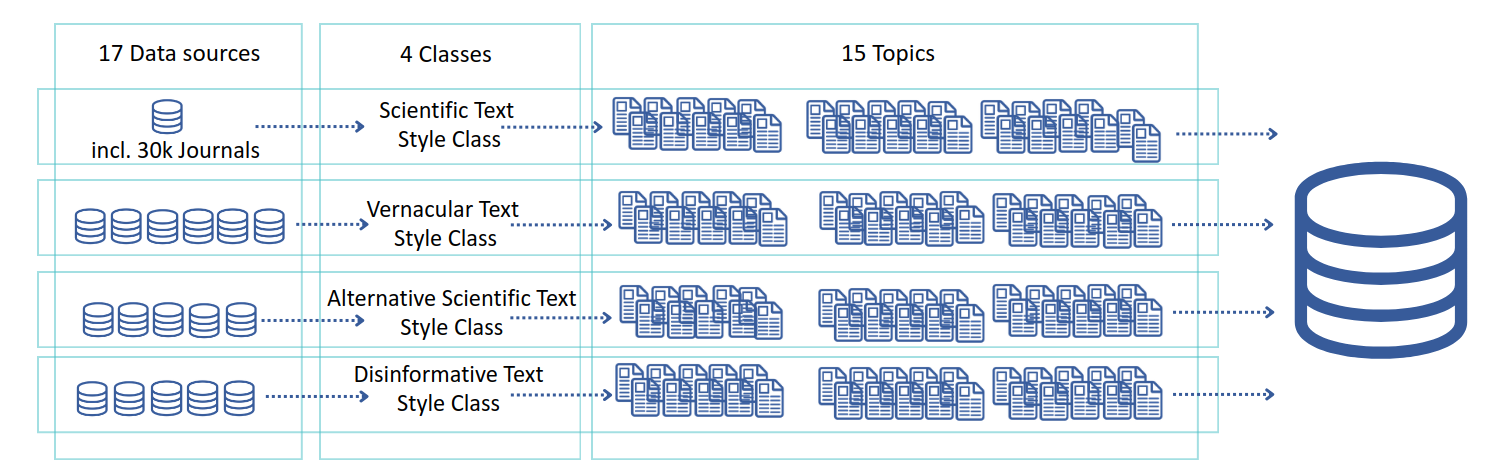 17 Data sources
4 Classes
15 Topics
incl. 30k Journals
Scientific Text
Style Class
Vernacular Text
Style Class
Alternative Scientific Text
Style Class
Disinformative Text
Style Class